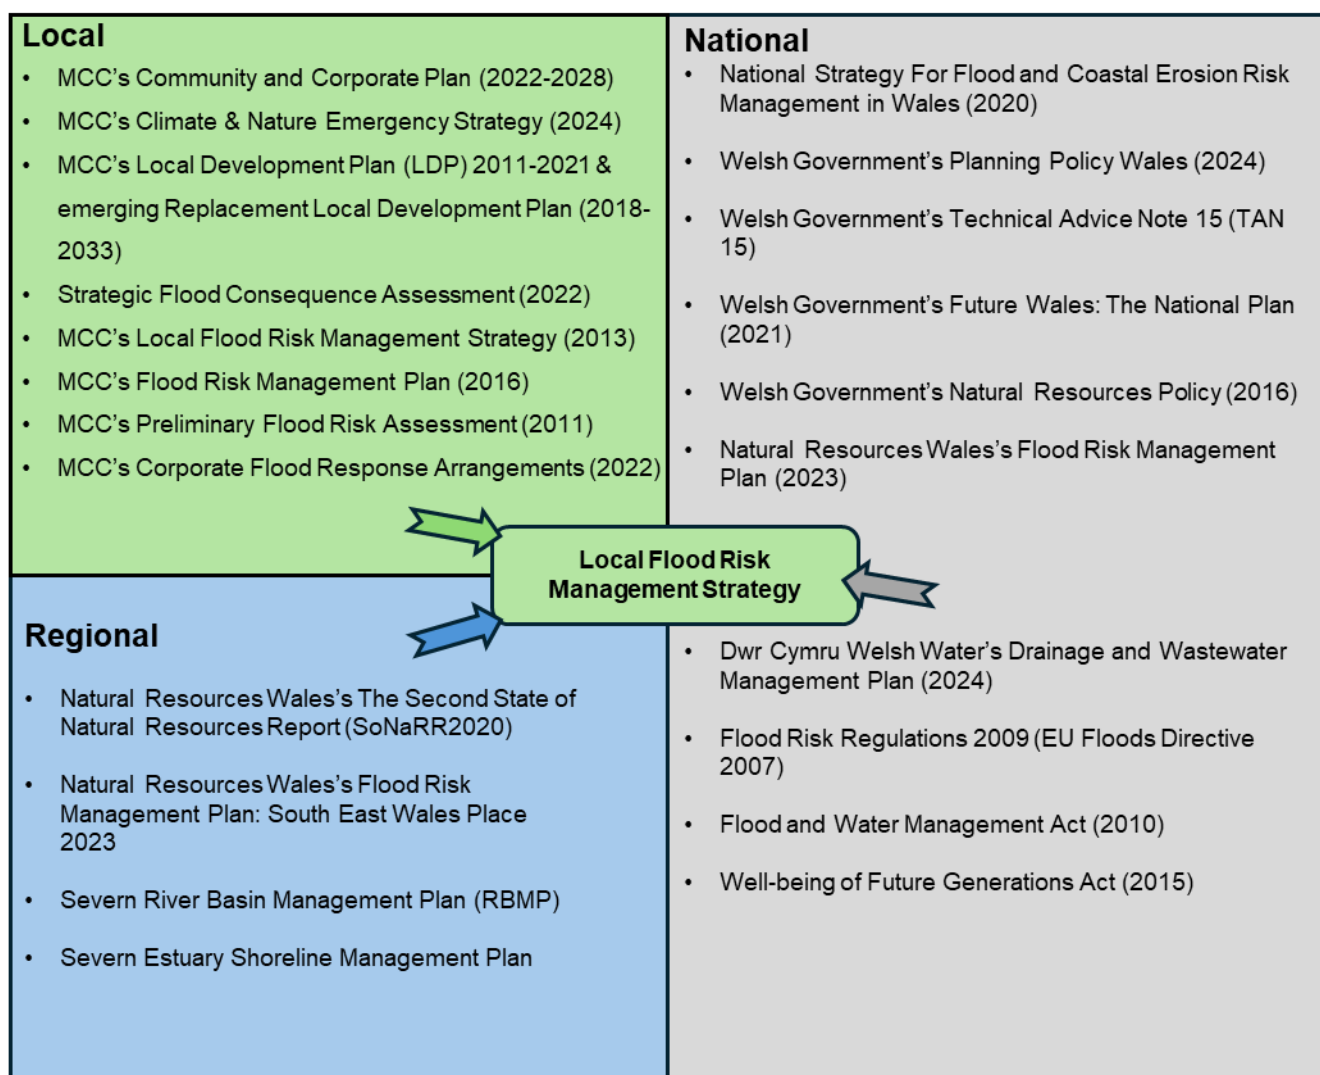 Local
• MCC’s Community and Corporate Plan (2022-2028)
• MCC’s Climate & Nature Emergency Strategy (2024)
• MCC’s Local Development Plan (LDP) 2011-2021 &
emerging Replacement Local Development Plan (2018-
2033)
• Strategic Flood Consequence Assessment (2022)
• MCC’s Local Flood Risk Management Strategy (2013)
• MCC’s Flood Risk Management Plan (2016)
• MCC’s Preliminary Flood Risk Assessment (2011)
• MCC’s Corporate Flood Response Arrangements (2022)
National
• National Strategy For Flood and Coastal Erosion Risk
Management in Wales (2020)
• Welsh Government’s Planning Policy Wales (2024)
• Welsh Government’s Technical Advice Note 15 (TAN
15)
• Welsh Government’s Future Wales: The National Plan
(2021)
• Welsh Government’s Natural Resources Policy (2016)
• Natural Resources Wales’s Flood Risk Management
Plan (2023)
• Dwr Cymru Welsh Water’s Drainage and Wastewater
Management Plan (2024)
• Flood Risk Regulations 2009 (EU Floods Directive
2007)
• Flood and Water Management Act (2010)
• Well-being of Future Generations Act (2015)
Local Flood Risk
Management Strategy
Regional
• Natural Resources Wales’s The Second State of
Natural Resources Report (SoNaRR2020)
• Natural Resources Wales’s Flood Risk
Management Plan: South East Wales Place
2023
• Severn River Basin Management Plan (RBMP)
• Severn Estuary Shoreline Management Plan